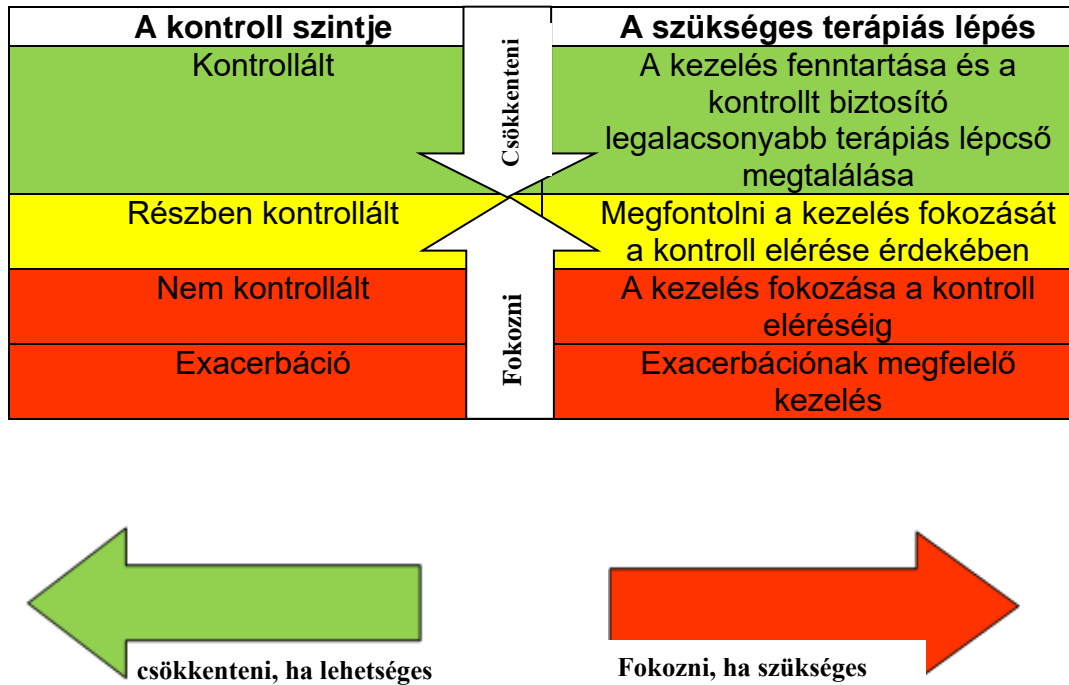 A kontroll szintje
A szükséges terápiás lépés
Csökkenteni
Kontrollált
A kezelés fenntartása és a
kontrollt biztosító
legalacsonyabb terápiás lépcső
megtalálása
Részben kontrollált
Megfontolni a kezelés fokozását
a kontroll elérése érdekében
Fokozni
Nem kontrollált
A kezelés fokozása a kontroll
eléréséig
Exacerbáció
Exacerbációnak megfelelő
kezelés
csökkenteni, ha lehetséges
Fokozni, ha szükséges